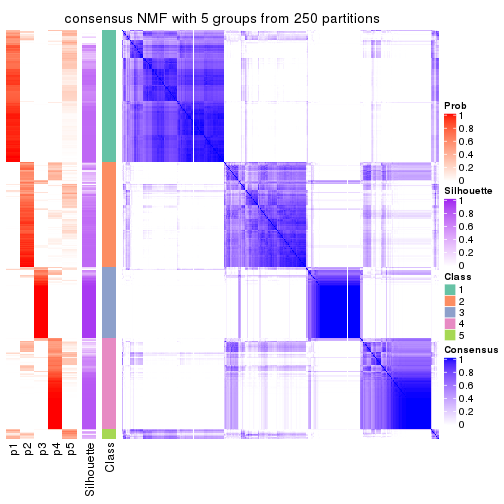 consensus NMF with 5 groups from 250 partitions
Prob
1
0.8
0.6
0.4
0.2
0
Silhouette
1
0.8
0.6
0.4
0.2
0
Class
1
2
3
4
5
Consensus
1
0.8
0.6
0.4
0.2
0
p1
p2
p3
p4
p5
Silhouette
Class